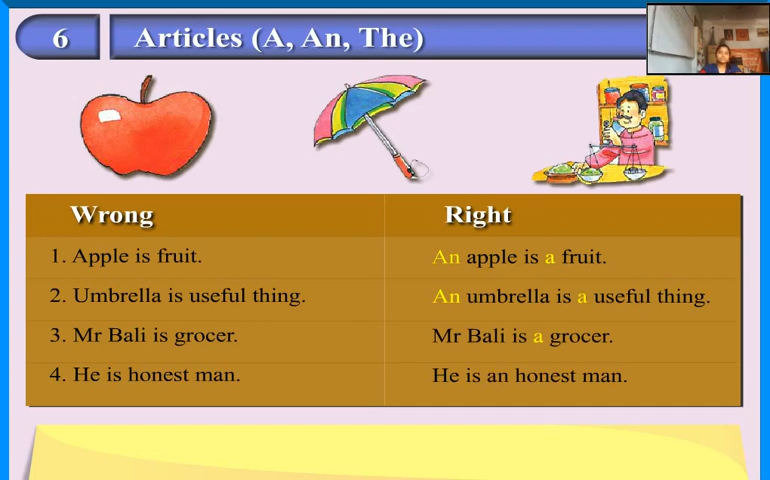 6 Articles (A, An, The)
Wrong Right
1. Apple is fruit. An apple is a fruit.
2. Umbrella is useful thing. An umbrella is a useful thing.
3. Mr Bali is grocer. Mr Bali is a grocer.
4. He is honest man. He is an honest man.